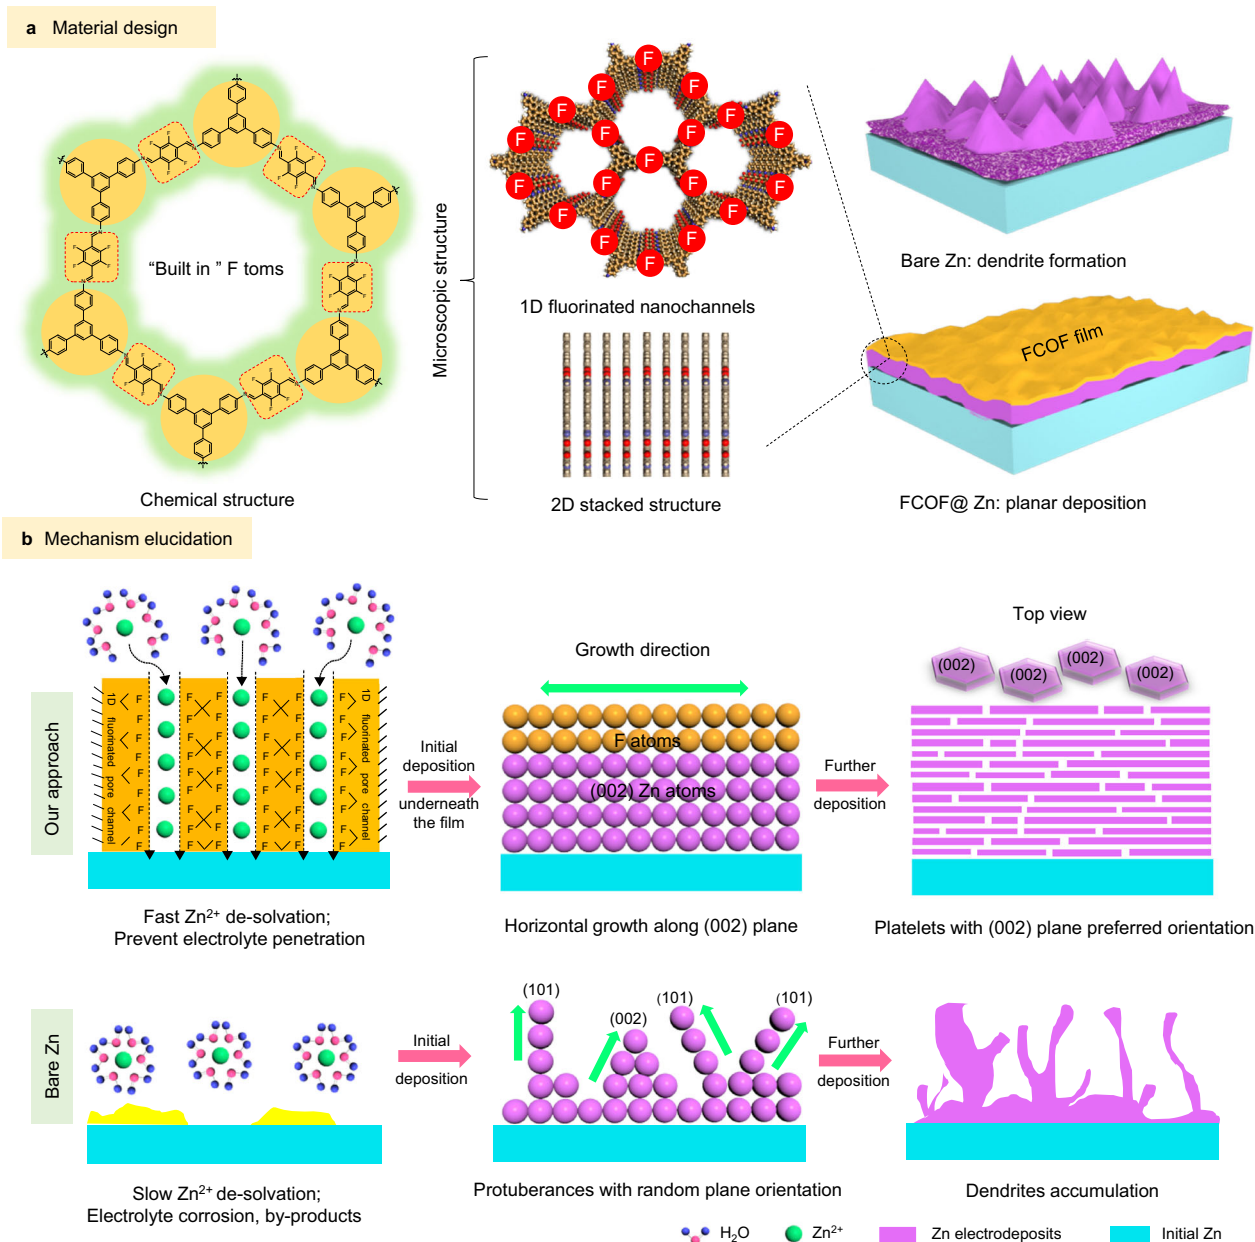 a Material design
"Built in " F toms
Chemical structure
Microscopic structure
F F F F F F F F F F F F F F F F F F F F
1D fluorinated nanochannels
2D stacked structure
Bare Zn: dendrite formation
FCOF film
FCOF@ Zn: planar deposition
b Mechanism elucidation
Our approach
1D fluorinated pore channel
F F F F F F
1D fluorinated pore channel
Fast Zn²⁺ de-solvation;
Prevent electrolyte penetration
Initial
deposition
underneath
the film
Growth direction
F atoms
(002) Zn atoms
Horizontal growth along (002) plane
Further
deposition
Top view
(002) (002) (002) (002)
Platelets with (002) plane preferred orientation
Bare Zn
Slow Zn²⁺ de-solvation;
Electrolyte corrosion, by-products
Initial
deposition
(101)
(002)
(101)
(101)
Protuberances with random plane orientation
Further
deposition
Dendrites accumulation
H₂O
Zn²⁺
Zn electrodeposits
Initial Zn